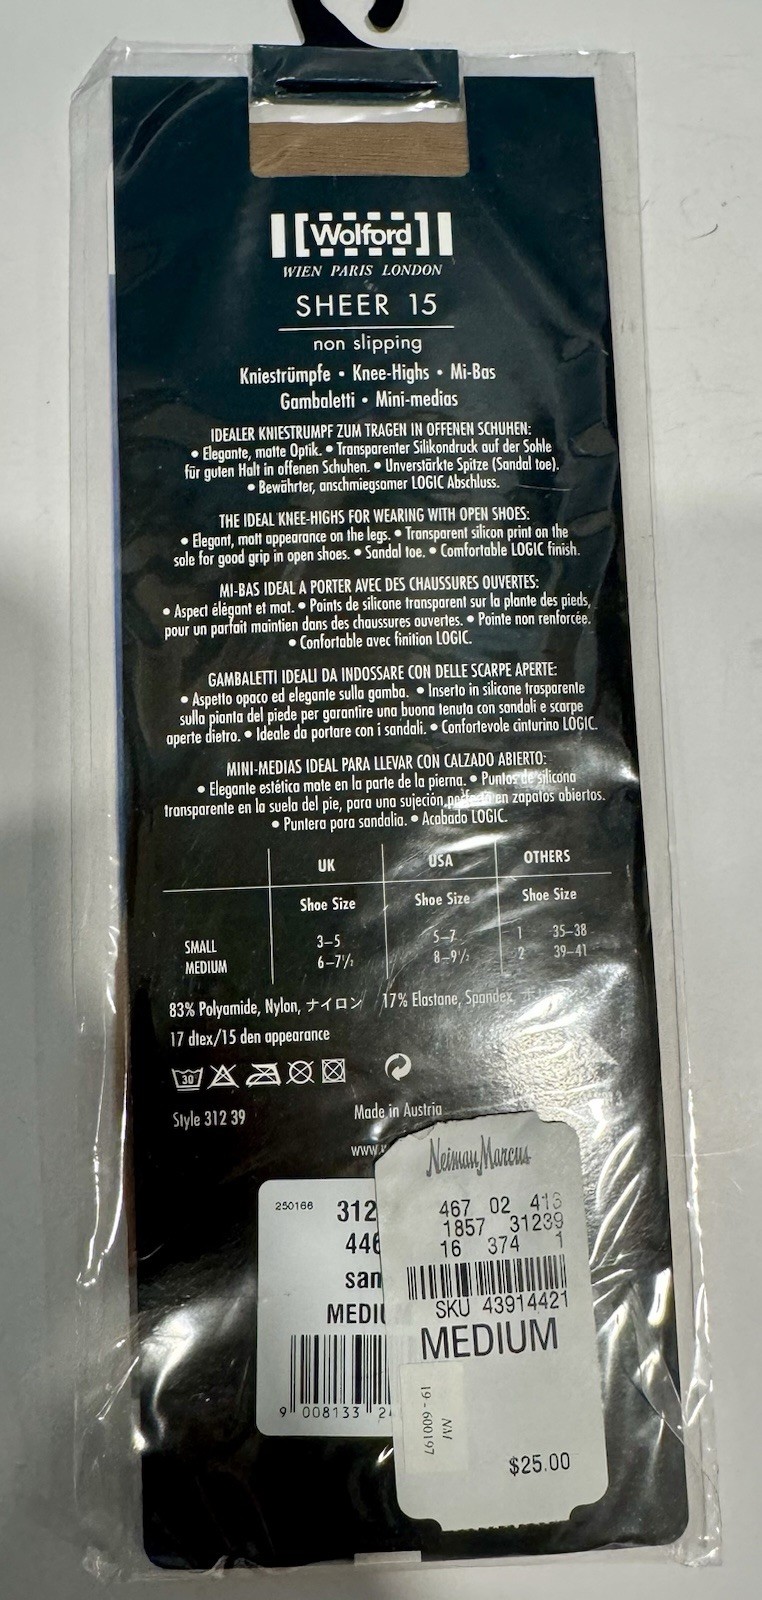 Wolford
WIEN PARIS LONDON
SHEER 15
non slipping
Kniestrümpfe • Knee-Highs • Mi-Bas
Gambaletti • Mini-medias
IDEALER KNIESTRUMPF ZUM TRAGEN IN OFFENEN SCHUHEN:
• Elegante, matte Optik. • Transparenter Silikondruck auf der Sohle
für guten Halt in offenen Schuhen. • Unverstärkte Spitze (Sandal toe).
• Bewährter, anschmiegsamer LOGIC Abschluss.
THE IDEAL KNEE-HIGHS FOR WEARING WITH OPEN SHOES:
• Elegant, matt appearance on the legs. • Transparent silicon print on the
sole for good grip in open shoes. • Sandal toe. • Comfortable LOGIC finish.
MI-BAS IDEAL A PORTER AVEC DES CHAUSSURES OUVERTES:
• Aspect élégant et mat. • Points de silicone transparent sur la plante des pieds,
pour un parfait maintien dans des chaussures ouvertes. • Pointe non renforcée.
• Confortable avec finition LOGIC.
GAMBALETTI IDEALI DA INDOSSARE CON DELLE SCARPE APERTE:
• Aspetto opaco ed elegante sulla gamba. • Inserto in silicone trasparente
sulla pianta del piede per garantire una buona tenuta con sandali e scarpe
aperte dietro. • Ideale da portare con i sandali. • Confortevole cinturino LOGIC.
MINI-MEDIAS IDEAL PARA LLEVAR CON CALZADO ABIERTO:
• Elegante estética mate en la parte de la pierna. • Puntos de silicona
transparente en la suela del pie, para una sujeción perfecta en zapatos abiertos.
• Puntera para sandalia. • Acabado LOGIC.
UK USA OTHERS
Shoe Size Shoe Size Shoe Size
SMALL 3–5 5–7 1 35–38
MEDIUM 6–7½ 8–9½ 2 39–41
83% Polyamide, Nylon, ナイロン 17% Elastane, Spandex,
17 dtex/15 den appearance
30
Style 312 39 Made in Austria
www.
250166 312
446
san
MEDIUM
9 008133 24
Neiman Marcus
467 02 413
1857 31239
16 374 1
SKU 43914421
MEDIUM
NM
19-600197
$25.00